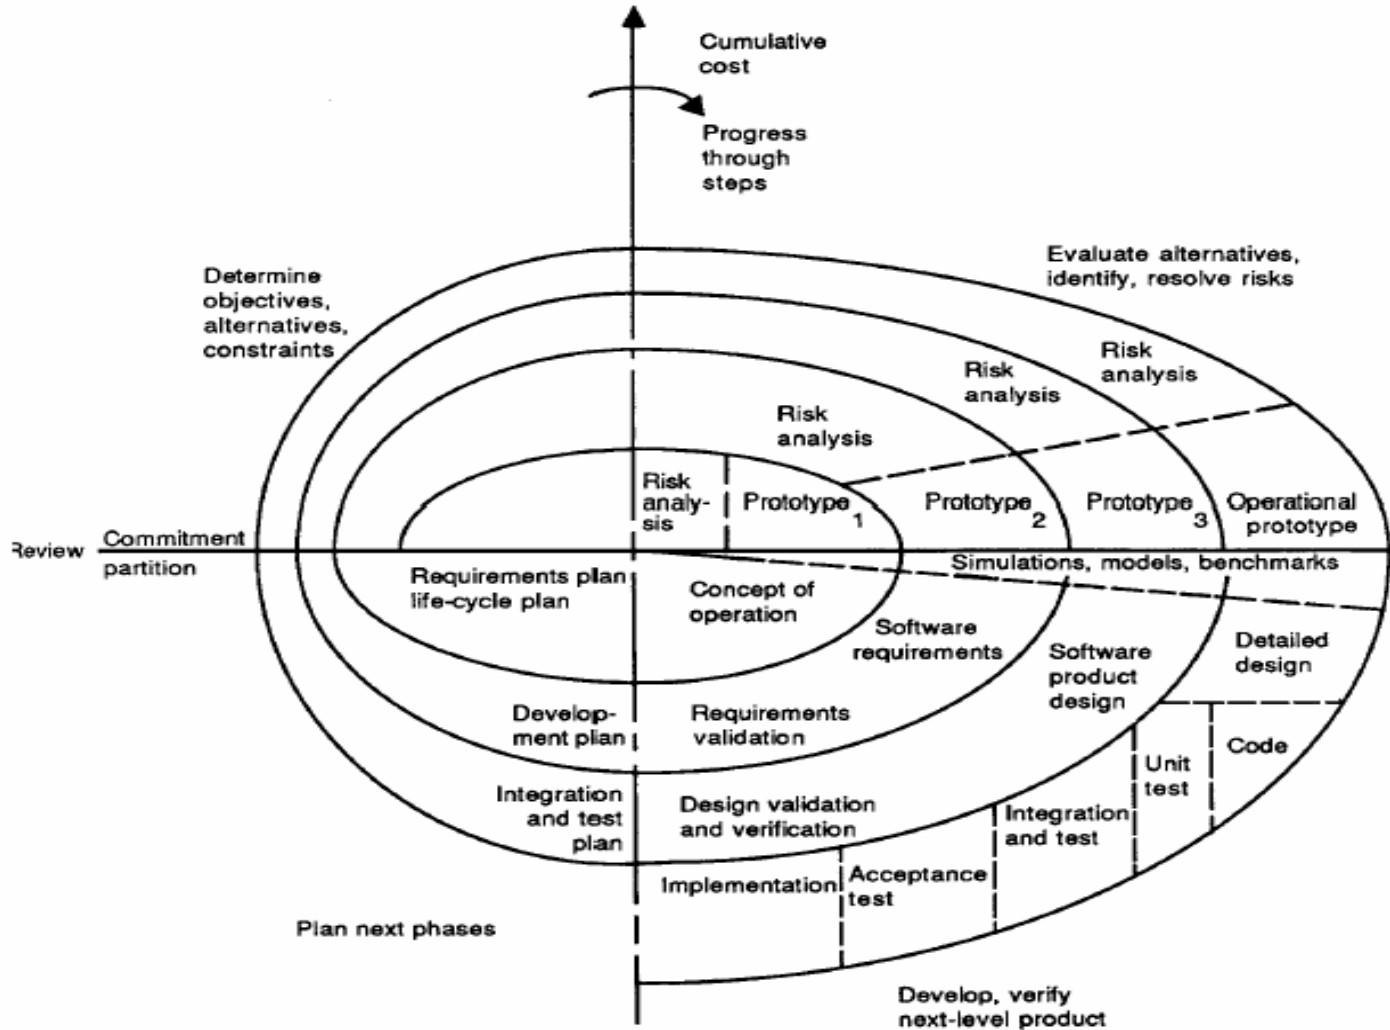 Cumulative
cost
Progress
through
steps
Determine
objectives,
alternatives,
constraints
Evaluate alternatives,
identify, resolve risks
Risk
analysis
Risk
analysis
Risk
analysis
Risk
analy-
sis
Prototype 1
Prototype 2
Prototype 3
Operational
prototype
Review
Commitment
partition
Simulations, models, benchmarks
Requirements plan
life-cycle plan
Concept of
operation
Software
requirements
Software
product
design
Detailed
design
Develop-
ment plan
Requirements
validation
Code
Unit
test
Integration
and test
plan
Design validation
and verification
Integration
and test
Acceptance
test
Implementation
Plan next phases
Develop, verify
next-level product